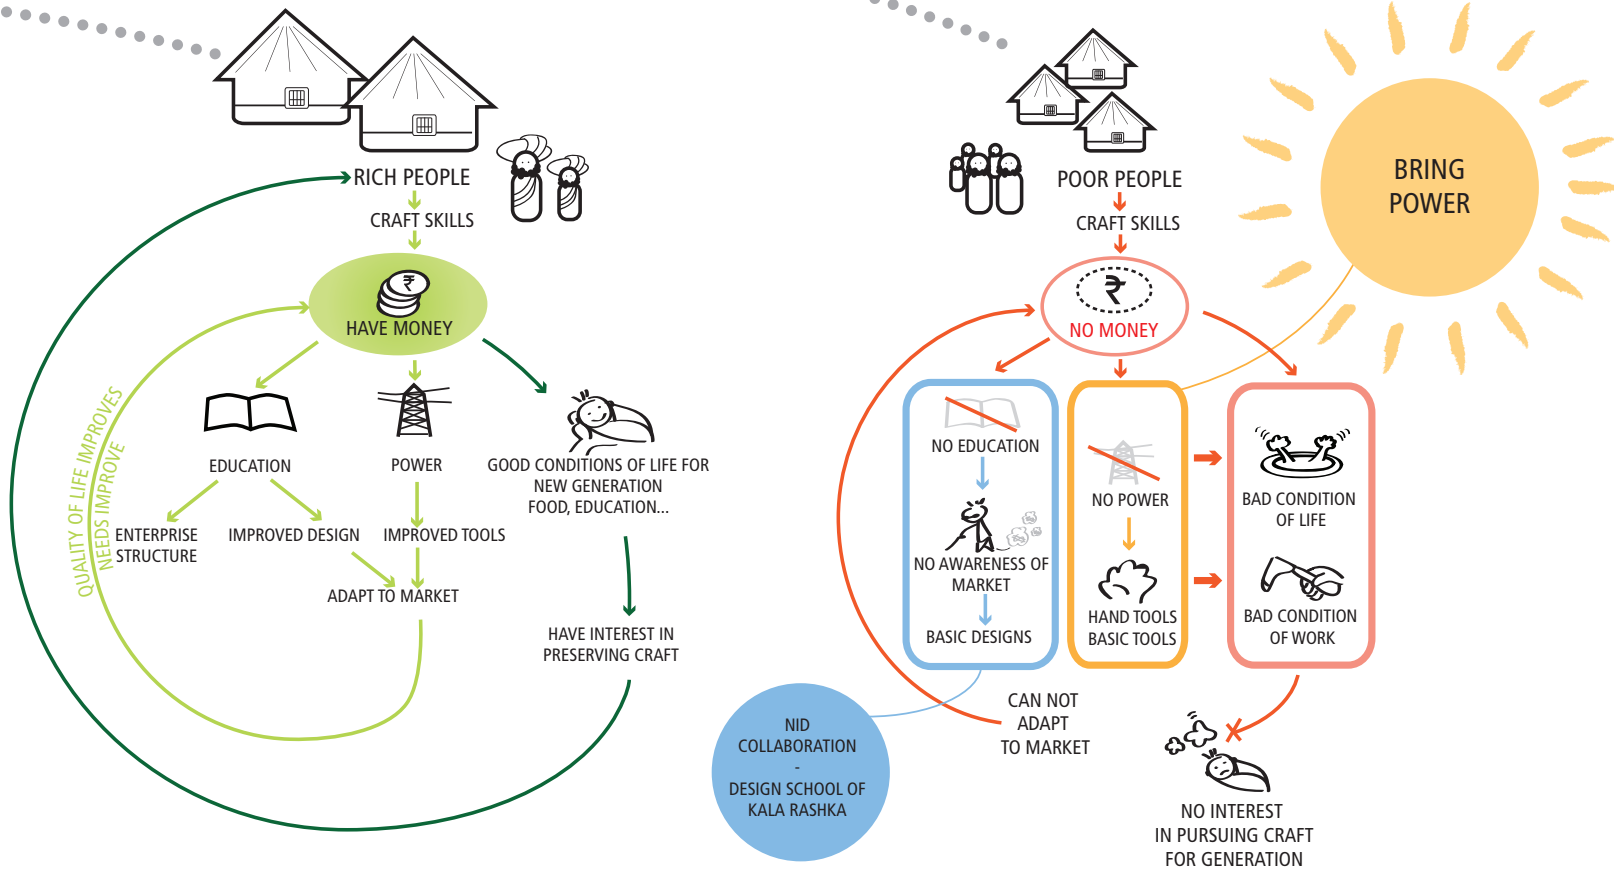 RICH PEOPLE
CRAFT SKILLS
₹
HAVE MONEY
QUALITY OF LIFE IMPROVES
NEEDS IMPROVE
EDUCATION
POWER
GOOD CONDITIONS OF LIFE FOR
NEW GENERATION
FOOD, EDUCATION...
ENTERPRISE
STRUCTURE
IMPROVED DESIGN
IMPROVED TOOLS
ADAPT TO MARKET
HAVE INTEREST IN
PRESERVING CRAFT
POOR PEOPLE
CRAFT SKILLS
₹
NO MONEY
BRING
POWER
NO EDUCATION
NO AWARENESS OF
MARKET
BASIC DESIGNS
NO POWER
HAND TOOLS
BASIC TOOLS
BAD CONDITION
OF LIFE
BAD CONDITION
OF WORK
NID
COLLABORATION
-
DESIGN SCHOOL OF
KALA RASHKA
CAN NOT
ADAPT
TO MARKET
NO INTEREST
IN PURSUING CRAFT
FOR GENERATION